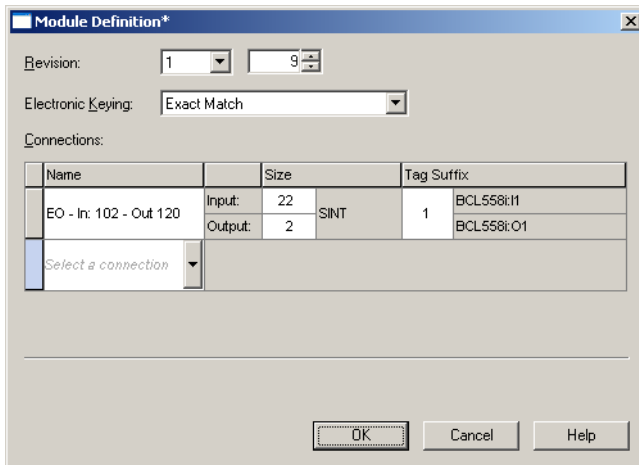 Module Definition*
Revision: 1 9
Electronic Keying: Exact Match
Connections:
Name Size Tag Suffix
EO - In: 102 - Out 120 Input: 22 SINT 1 BCL558i:I1
Output: 2 BCL558i:O1
Select a connection
OK Cancel Help